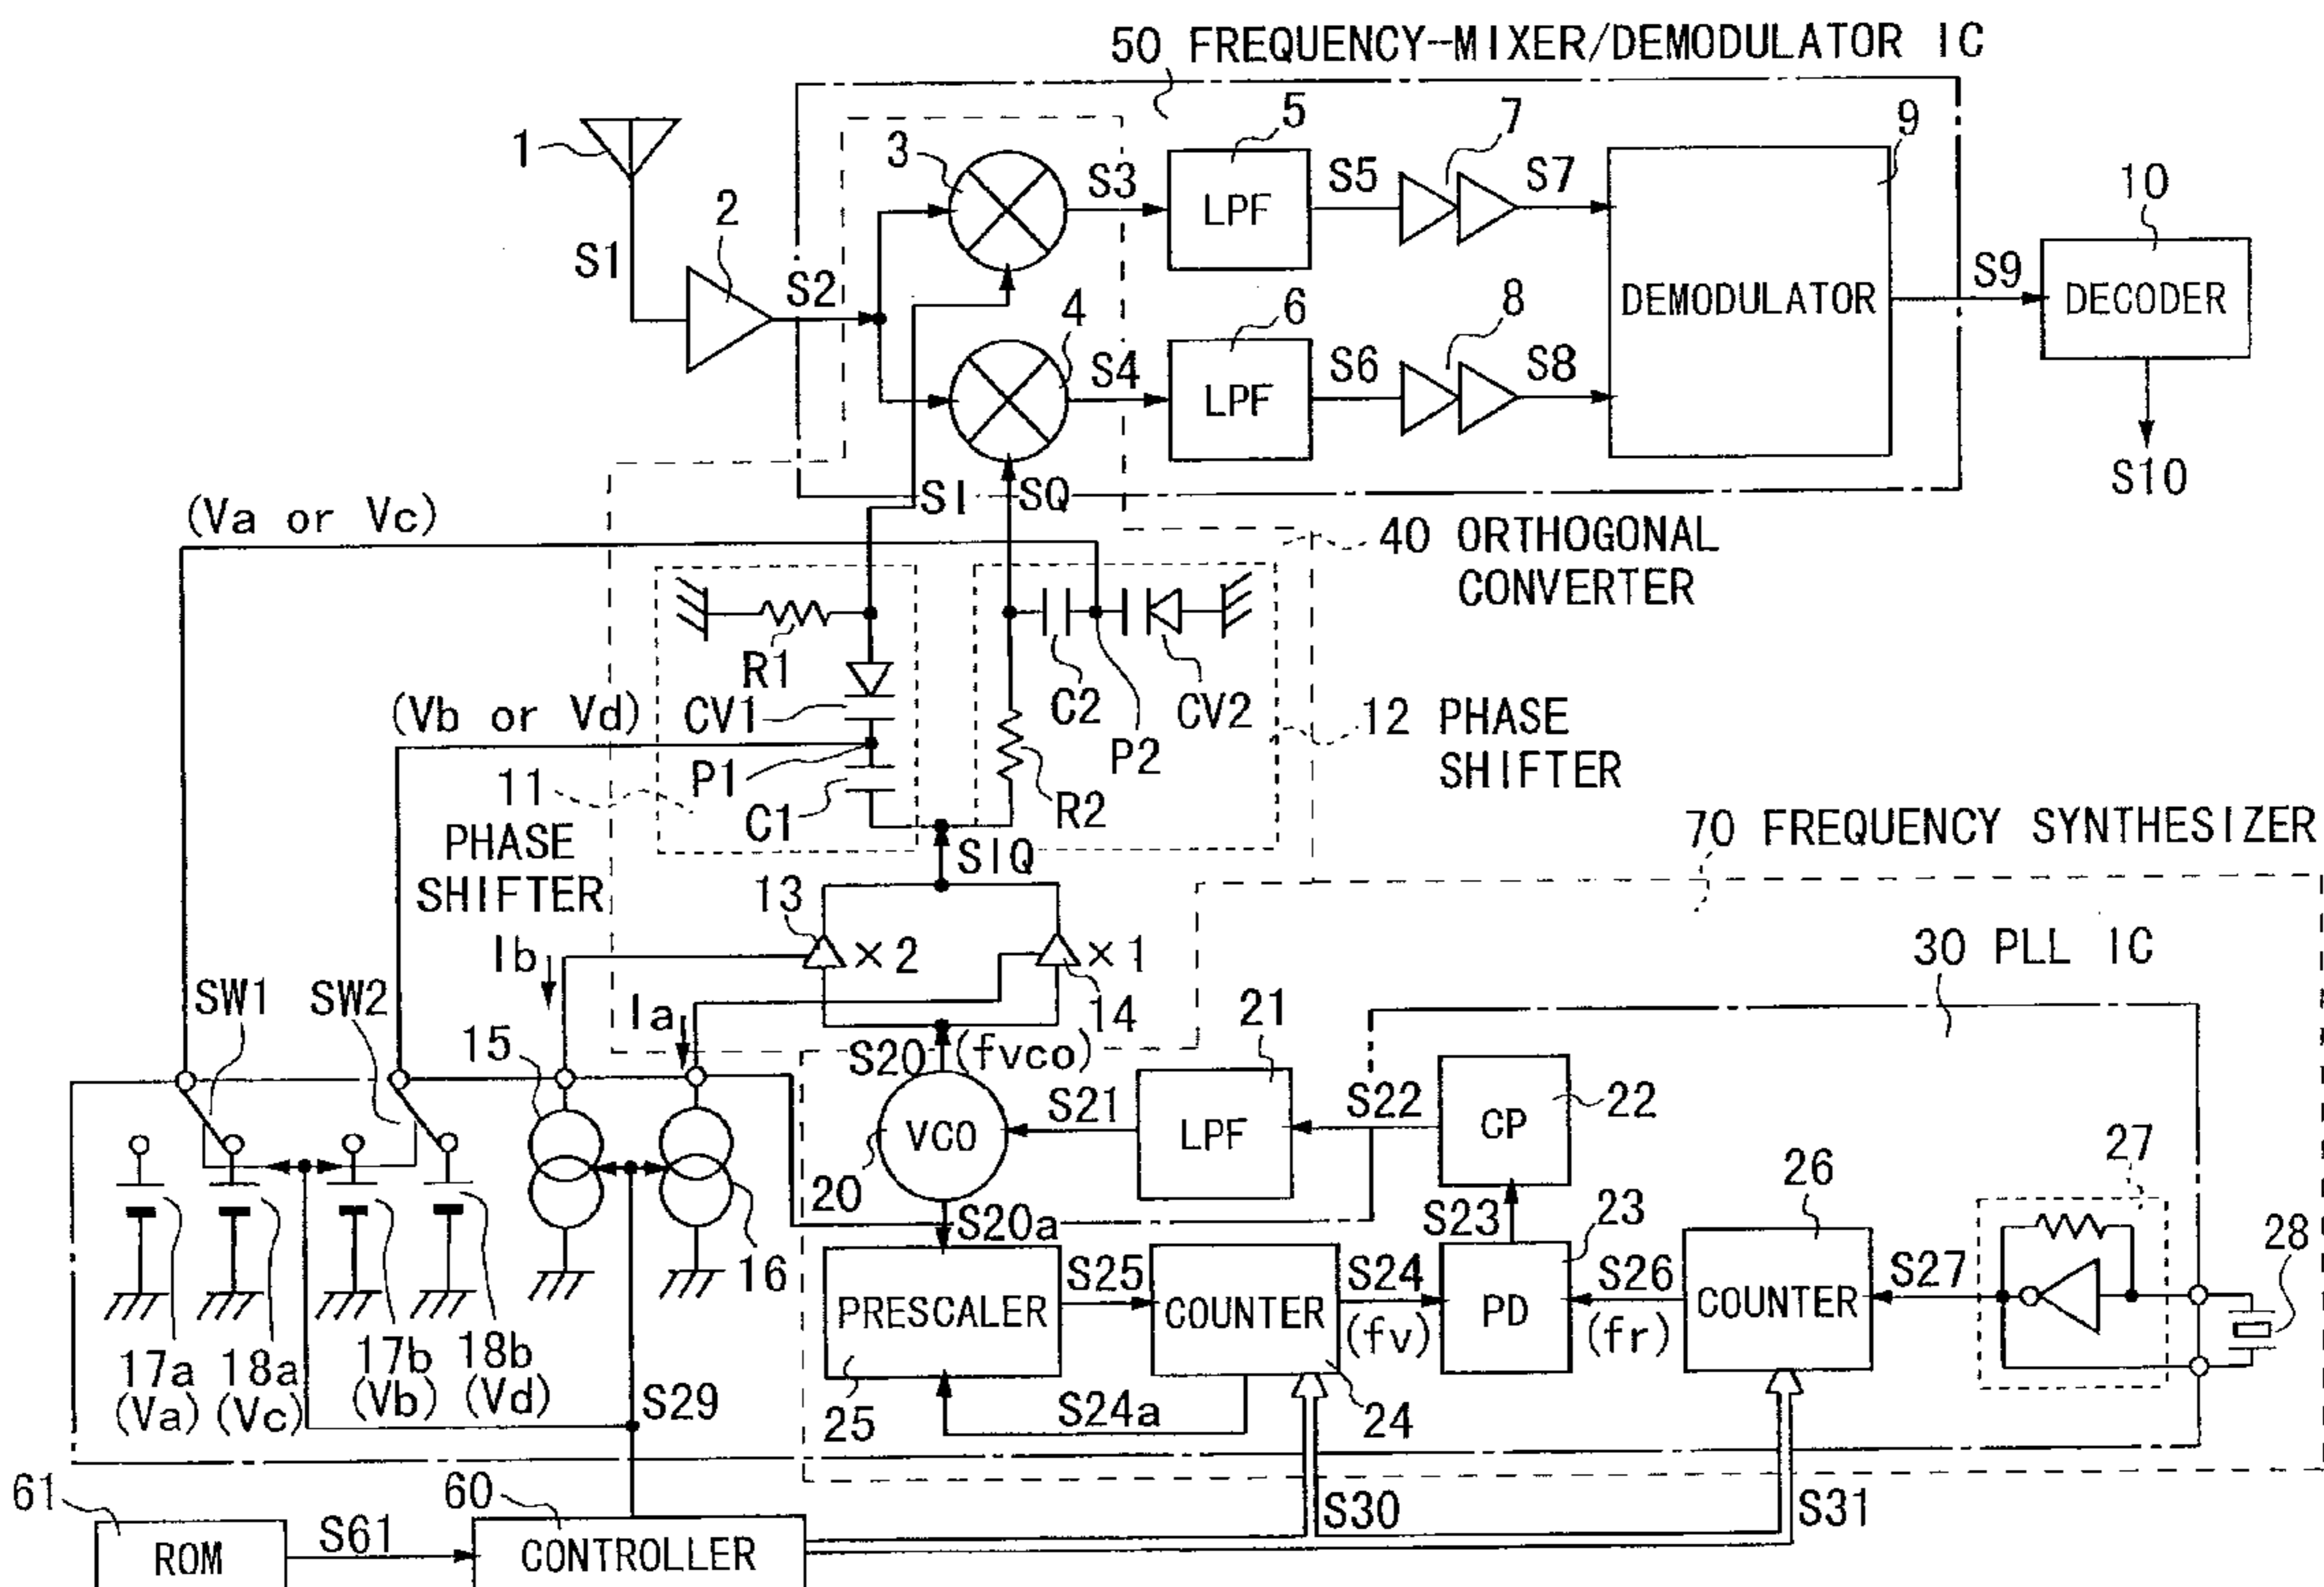 50 FREQUENCY-MIXER/DEMODULATOR IC
1
2
3
4
5
6
7
8
9
10
S1
S2
S3
S4
LPF
LPF
S5
S6
S7
S8
DEMODULATOR
S9
DECODER
S10
SI
SQ
(Va or Vc)
40 ORTHOGONAL
CONVERTER
R1
CV1
(Vb or Vd)
P1
C1
C2
CV2
P2
R2
12 PHASE
SHIFTER
11
PHASE
SHIFTER
SIQ
70 FREQUENCY SYNTHESIZER
13
×2
×1
14
Ib
Ia
30 PLL IC
SW1
SW2
15
16
S20
(fvco)
VCO
20
S21
21
LPF
S22
CP
22
S20a
S23
23
26
27
28
PRESCALER
25
S25
COUNTER
24
S24
(fv)
PD
S26
(fr)
COUNTER
S27
S24a
17a
(Va)
18a
(Vc)
17b
(Vb)
18b
(Vd)
S29
S30
S31
61
ROM
S61
60
CONTROLLER